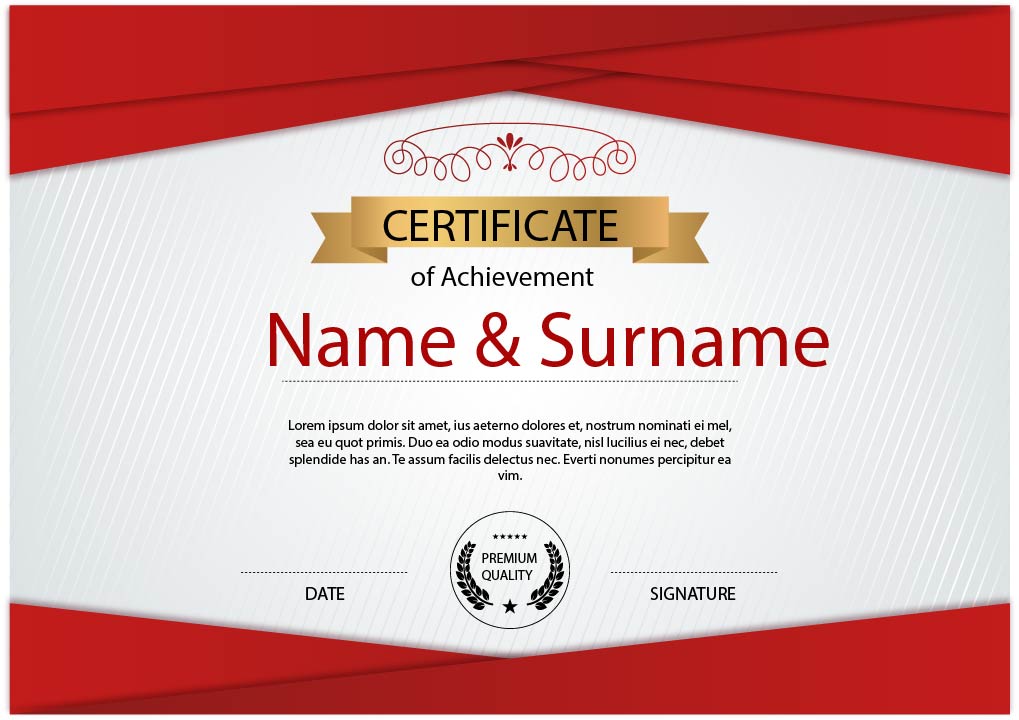 CERTIFICATE
of Achievement
Name & Surname
Lorem ipsum dolor sit amet, ius aeterno dolores et, nostrum nominati ei mel,
sea eu quot primis. Duo ea odio modus suavitate, nisl lucilius ei nec, debet
splendide has an. Te assum facilis delectus nec. Everti nonumes percipitur ea
vim.
PREMIUM
QUALITY
DATE
SIGNATURE